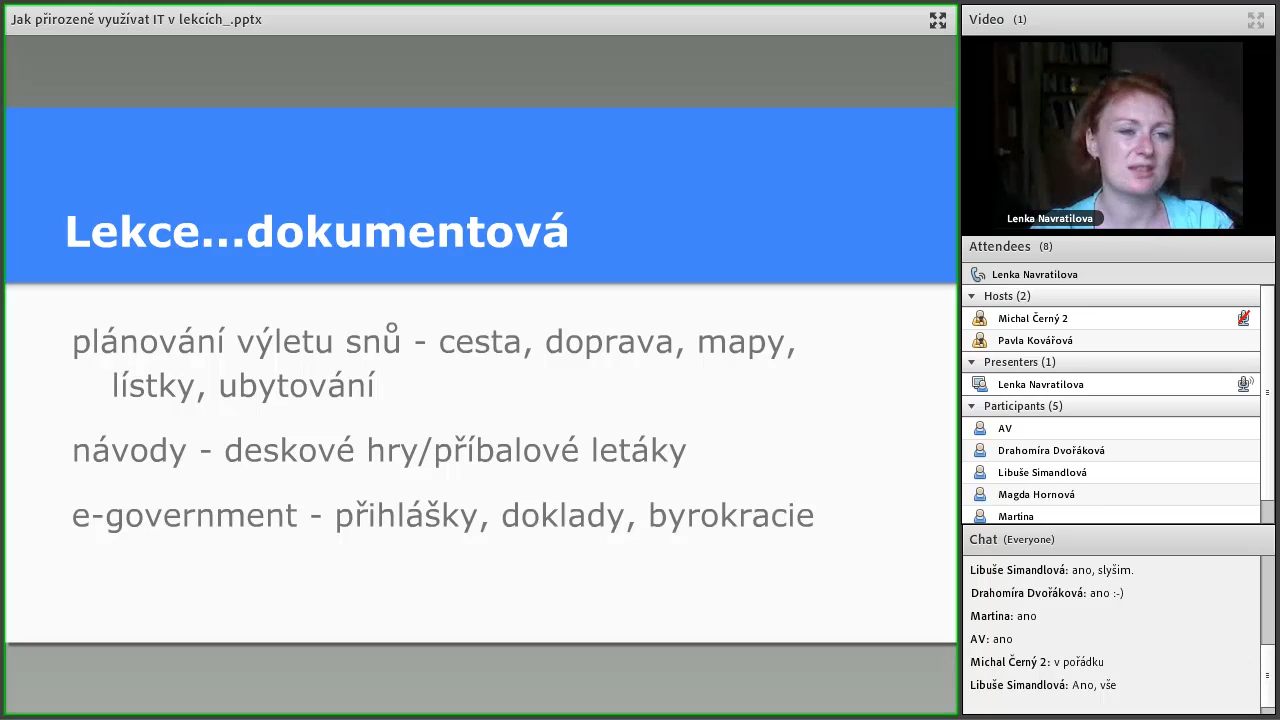 Jak přirozeně využívat IT v lekcích_.pptx
Lekce...dokumentová
plánování výletu snů - cesta, doprava, mapy,
lístky, ubytování
návody - deskové hry/příbalové letáky
e-government - přihlášky, doklady, byrokracie
Video (1)
Lenka Navratilova
Attendees (8)
Lenka Navratilova
Hosts (2)
Michal Černý 2
Pavla Kovářová
Presenters (1)
Lenka Navratilova
Participants (5)
AV
Drahomíra Dvořáková
Libuše Simandlová
Magda Hornová
Martina
Chat (Everyone)
Libuše Simandlová: ano, slyšim.
Drahomíra Dvořáková: ano :-)
Martina: ano
AV: ano
Michal Černý 2: v pořádku
Libuše Simandlová: Ano, vše